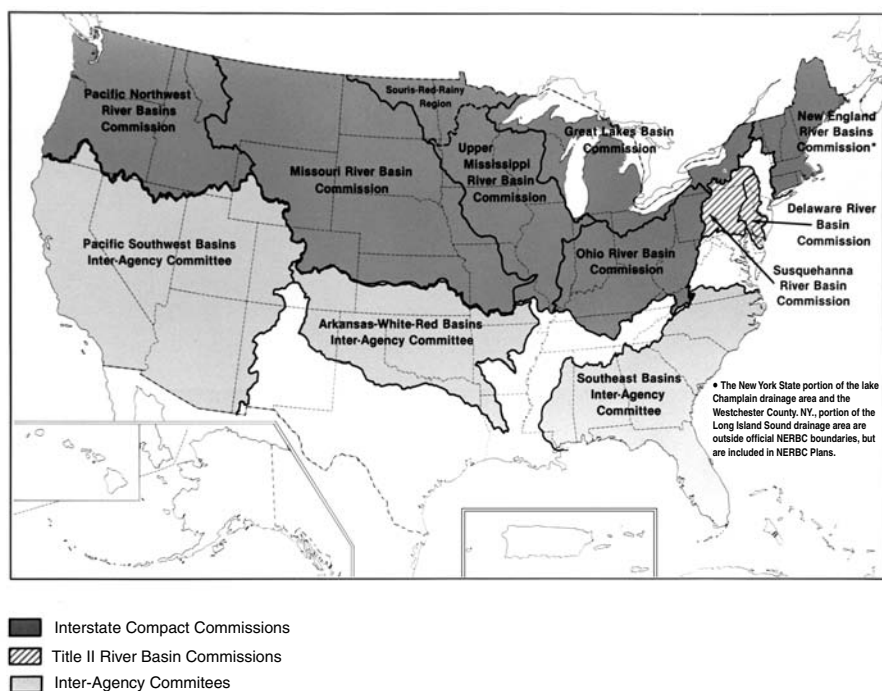 Pacific Northwest
River Basins
Commission
Souris-Red-Rainy
Region
Great Lakes Basin
Commission
New England
River Basins
Commission*
Upper
Mississippi
River Basin
Commission
Missouri River Basin
Commission
Delaware River
Basin
Commission
Pacific Southwest Basins
Inter-Agency Committee
Ohio River Basin
Commission
Susquehanna
River Basin
Commission
Arkansas-White-Red Basins
Inter-Agency Committee
Southeast Basins
Inter-Agency
Committee
• The New York State portion of the lake
Champlain drainage area and the
Westchester County. NY., portion of the
Long Island Sound drainage area are
outside official NERBC boundaries, but
are included in NERBC Plans.
Interstate Compact Commissions
Title II River Basin Commissions
Inter-Agency Commitees